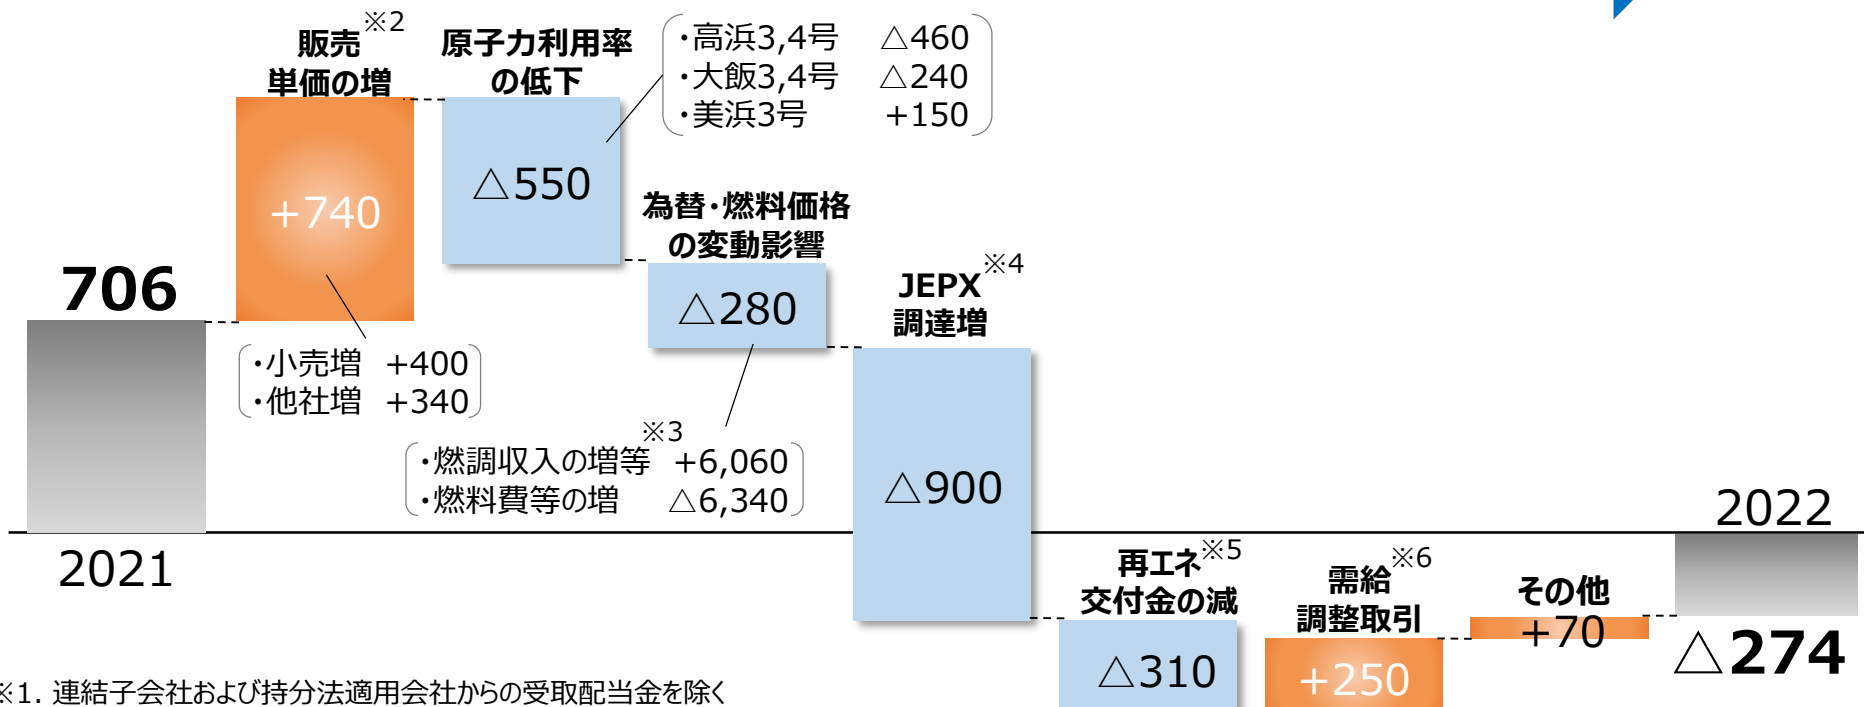 販売※2
単価の増
+740
・小売増 +400
・他社増 +340
原子力利用率
の低下
△550
・高浜3,4号 △460
・大飯3,4号 △240
・美浜3号 +150
為替・燃料価格
の変動影響
△280
※3
・燃調収入の増等 +6,060
・燃料費等の増 △6,340
JEPX※4
調達増
△900
706
2021
再エネ※5
交付金の減
△310
需給※6
調整取引
+250
その他
+70
2022
△274
※1. 連結子会社および持分法適用会社からの受取配当金を除く